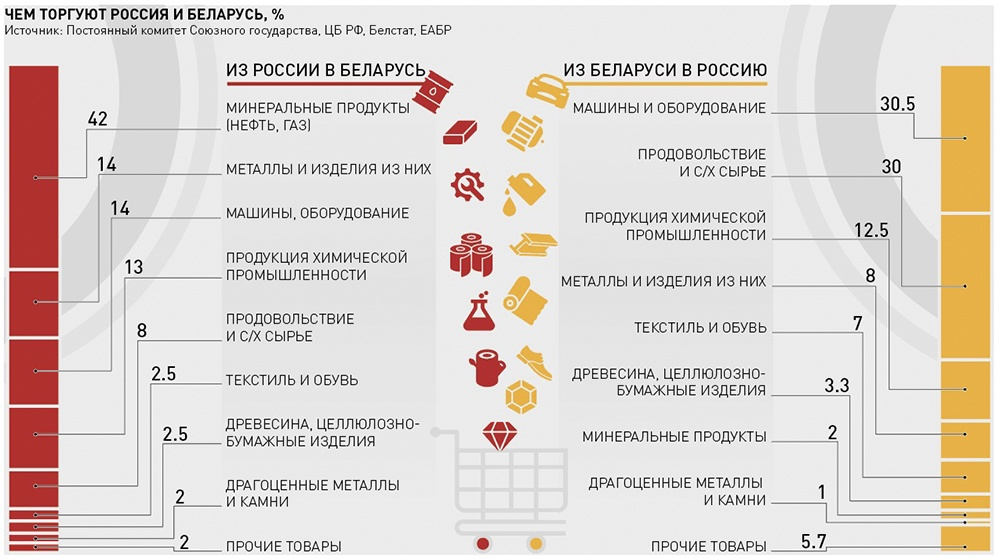 ЧЕМ ТОРГУЮТ РОССИЯ И БЕЛАРУСЬ, %
Источник: Постоянный комитет Союзного государства, ЦБ РФ, Белстат, ЕАБР
ИЗ РОССИИ В БЕЛАРУСЬ
42
МИНЕРАЛЬНЫЕ ПРОДУКТЫ
(НЕФТЬ, ГАЗ)
14
МЕТАЛЛЫ И ИЗДЕЛИЯ ИЗ НИХ
14
МАШИНЫ, ОБОРУДОВАНИЕ
13
ПРОДУКЦИЯ ХИМИЧЕСКОЙ
ПРОМЫШЛЕННОСТИ
8
ПРОДОВОЛЬСТВИЕ
И С/Х СЫРЬЕ
2.5
ТЕКСТИЛЬ И ОБУВЬ
2.5
ДРЕВЕСИНА, ЦЕЛЛЮЛОЗНО-
БУМАЖНЫЕ ИЗДЕЛИЯ
2
ДРАГОЦЕННЫЕ МЕТАЛЛЫ
И КАМНИ
2
ПРОЧИЕ ТОВАРЫ
ИЗ БЕЛАРУСИ В РОССИЮ
МАШИНЫ И ОБОРУДОВАНИЕ
30.5
ПРОДОВОЛЬСТВИЕ
И С/Х СЫРЬЕ
30
ПРОДУКЦИЯ ХИМИЧЕСКОЙ
ПРОМЫШЛЕННОСТИ
12.5
МЕТАЛЛЫ И ИЗДЕЛИЯ ИЗ НИХ
8
ТЕКСТИЛЬ И ОБУВЬ
7
ДРЕВЕСИНА, ЦЕЛЛЮЛОЗНО-
БУМАЖНЫЕ ИЗДЕЛИЯ
3.3
МИНЕРАЛЬНЫЕ ПРОДУКТЫ
2
ДРАГОЦЕННЫЕ МЕТАЛЛЫ
И КАМНИ
1
ПРОЧИЕ ТОВАРЫ
5.7